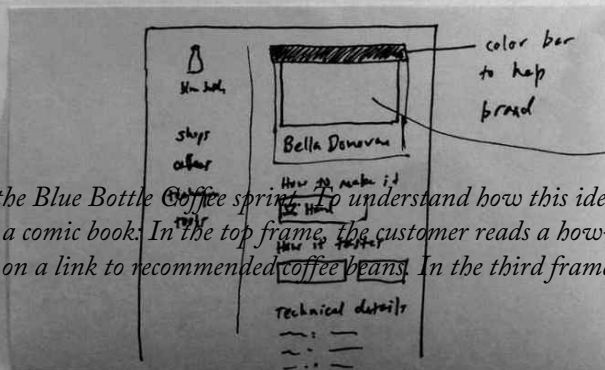 color bar
to help
brand
shops
coffee
tools
Bella Donovan
How to make it
How it tastes
Technical details
the Blue Bottle Coffee sprint. To understand how this ide
a comic book: In the top frame, the customer reads a how-
on a link to recommended coffee beans. In the third frame